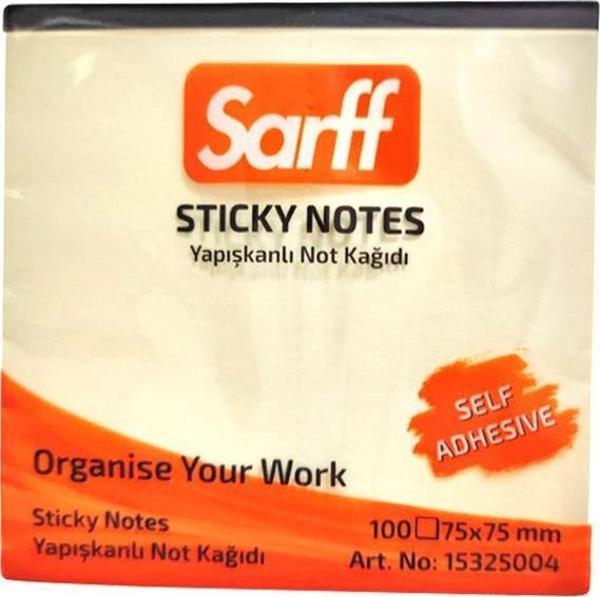 Sarff
STICKY NOTES
Yapışkanlı Not Kağıdı
SELF
ADHESIVE
Organise Your Work
Sticky Notes
Yapışkanlı Not Kağıdı
100□75x75 mm
Art. No: 15325004